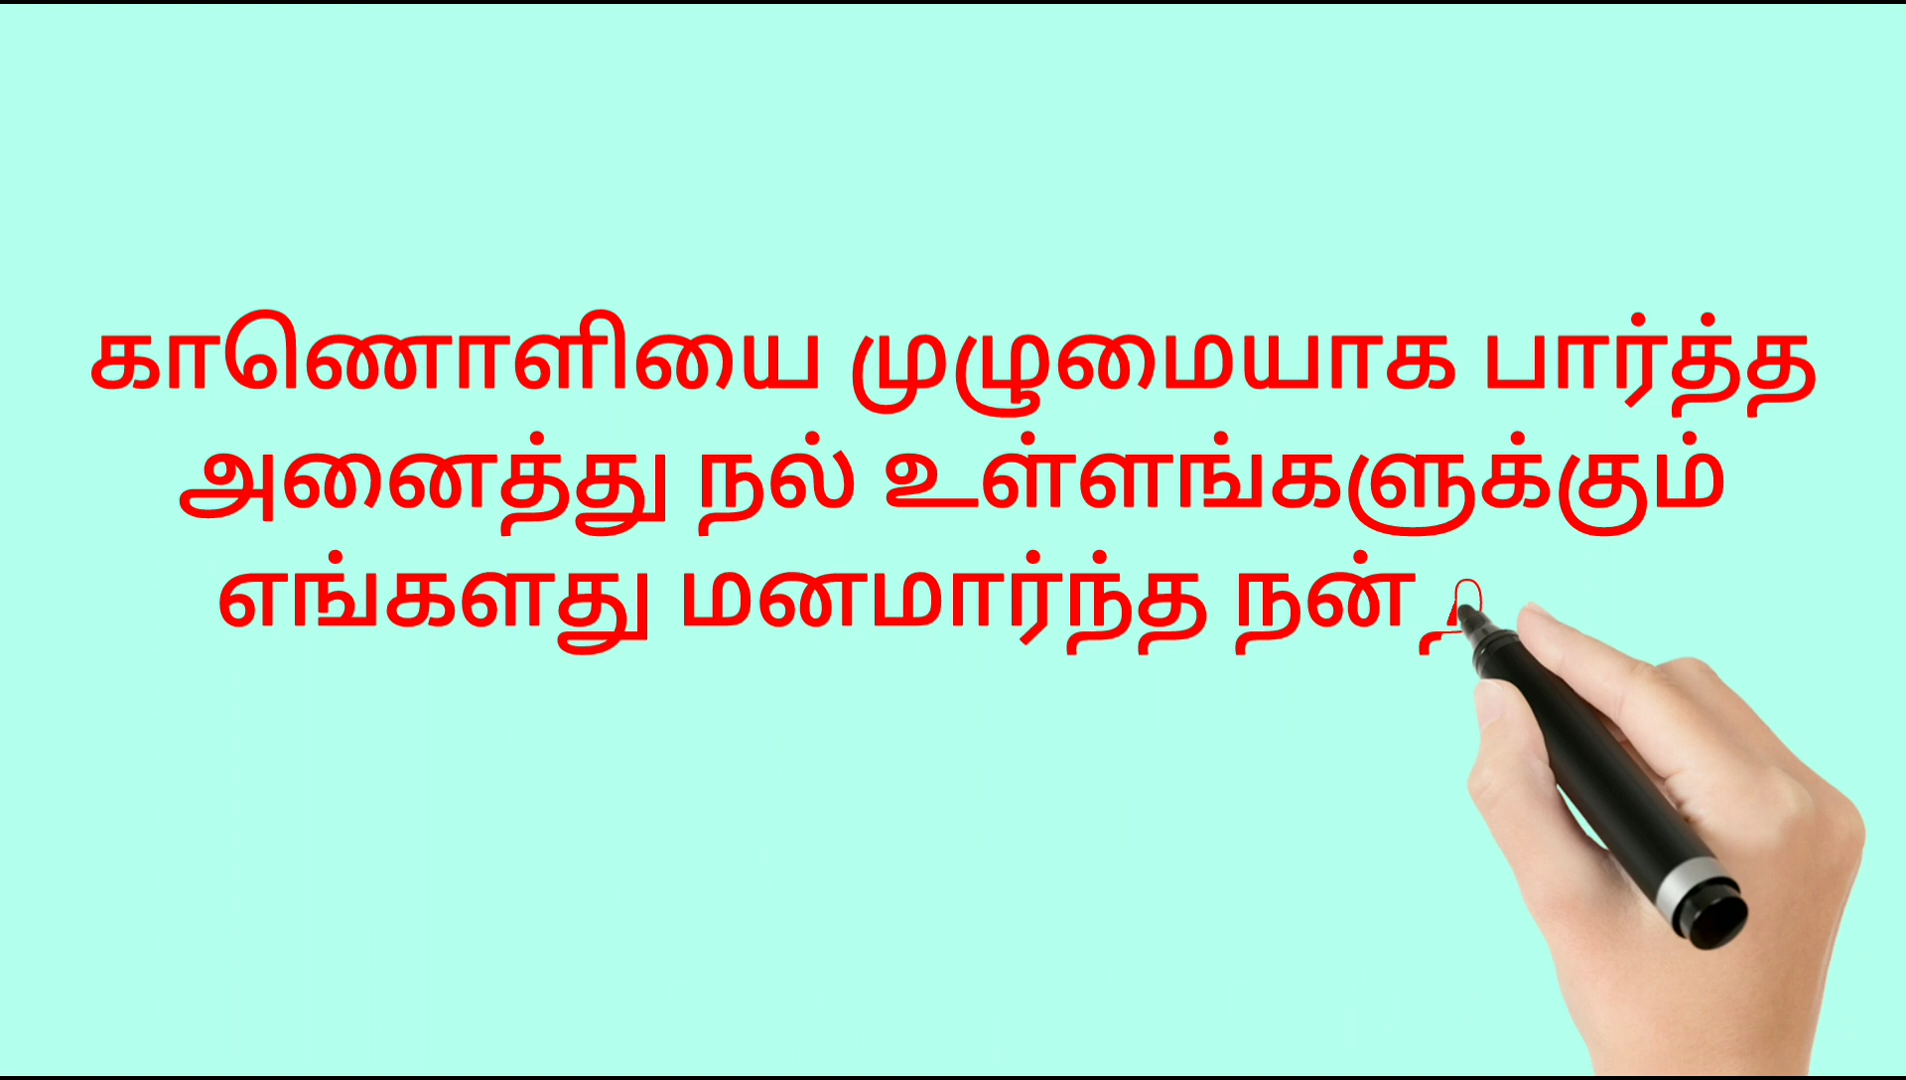 காணொளியை முழுமையாக பார்த்த
அனைத்து நல் உள்ளங்களுக்கும்
எங்களது மனமார்ந்த நன்